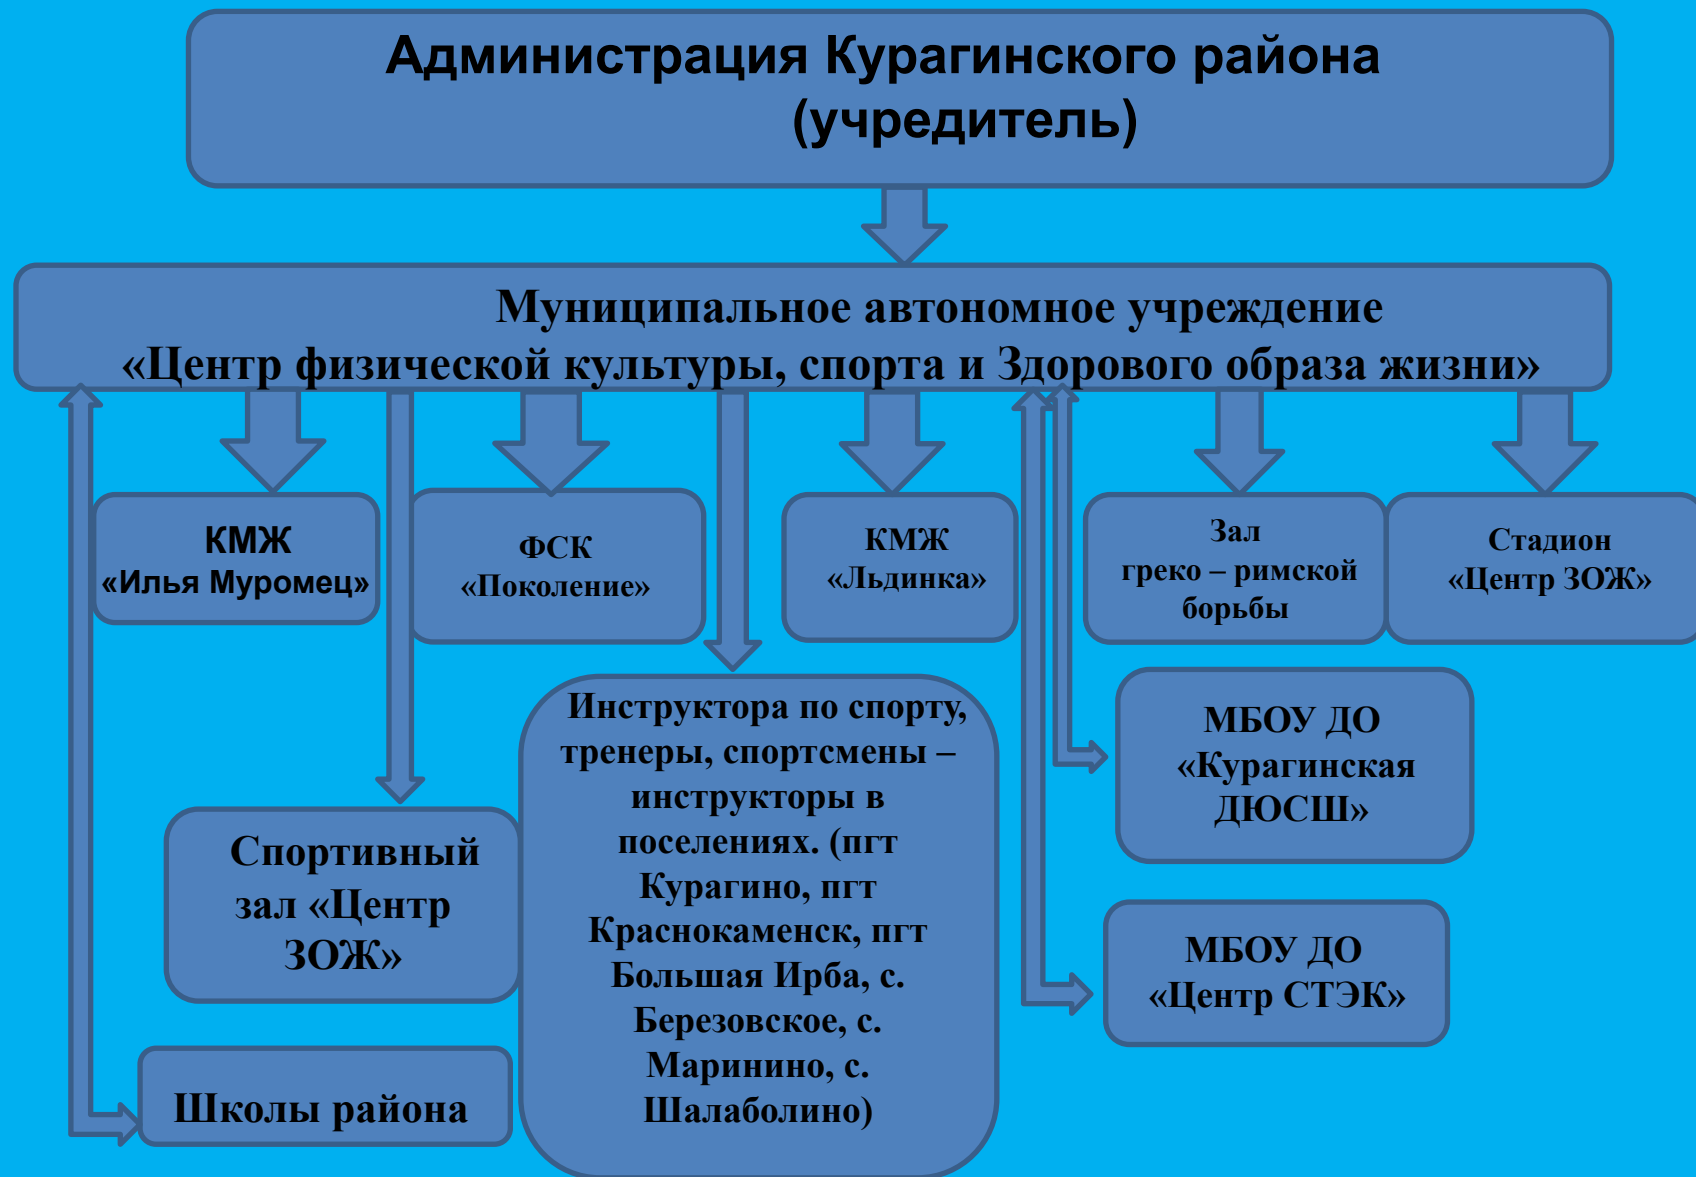 Администрация Курагинского района
(учредитель)
Муниципальное автономное учреждение
«Центр физической культуры, спорта и Здорового образа жизни»
КМЖ
«Илья Муромец»
ФСК
«Поколение»
КМЖ
«Льдинка»
Зал
греко – римской
борьбы
Стадион
«Центр ЗОЖ»
Спортивный
зал «Центр
ЗОЖ»
Инструктора по спорту,
тренеры, спортсмены –
инструкторы в
поселениях. (пгт
Курагино, пгт
Краснокаменск, пгт
Большая Ирба, с.
Березовское, с.
Маринино, с.
Шалаболино)
МБОУ ДО
«Курагинская
ДЮСШ»
МБОУ ДО
«Центр СТЭК»
Школы района